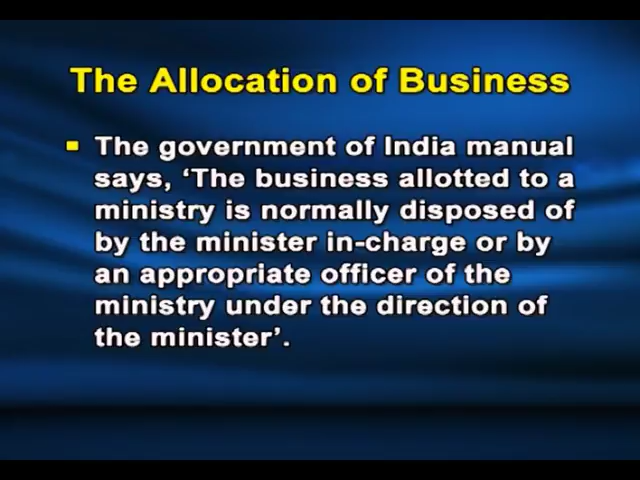 The Allocation of Business
The government of India manual
says, ‘The business allotted to a
ministry is normally disposed of
by the minister in-charge or by
an appropriate officer of the
ministry under the direction of
the minister’.